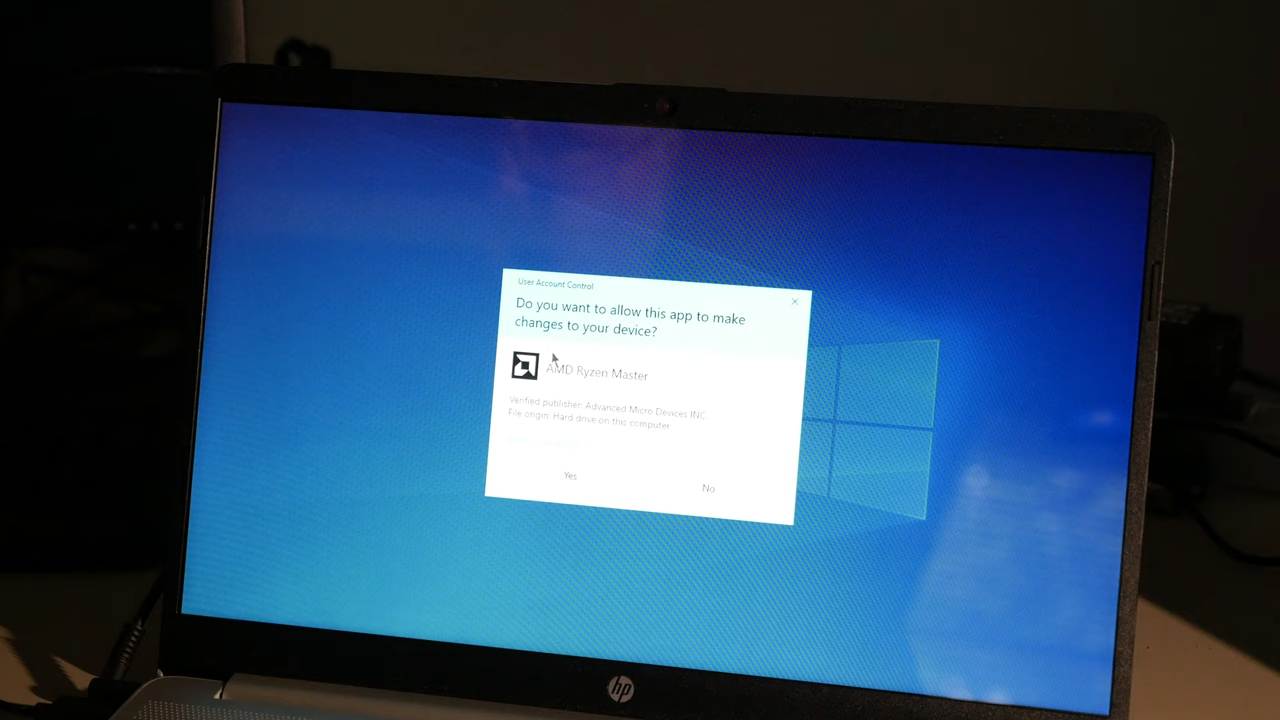 User Account Control
Do you want to allow this app to make
changes to your device?
AMD Ryzen Master
Verified publisher: Advanced Micro Devices INC.
File origin: Hard drive on this computer
Yes
No
hp